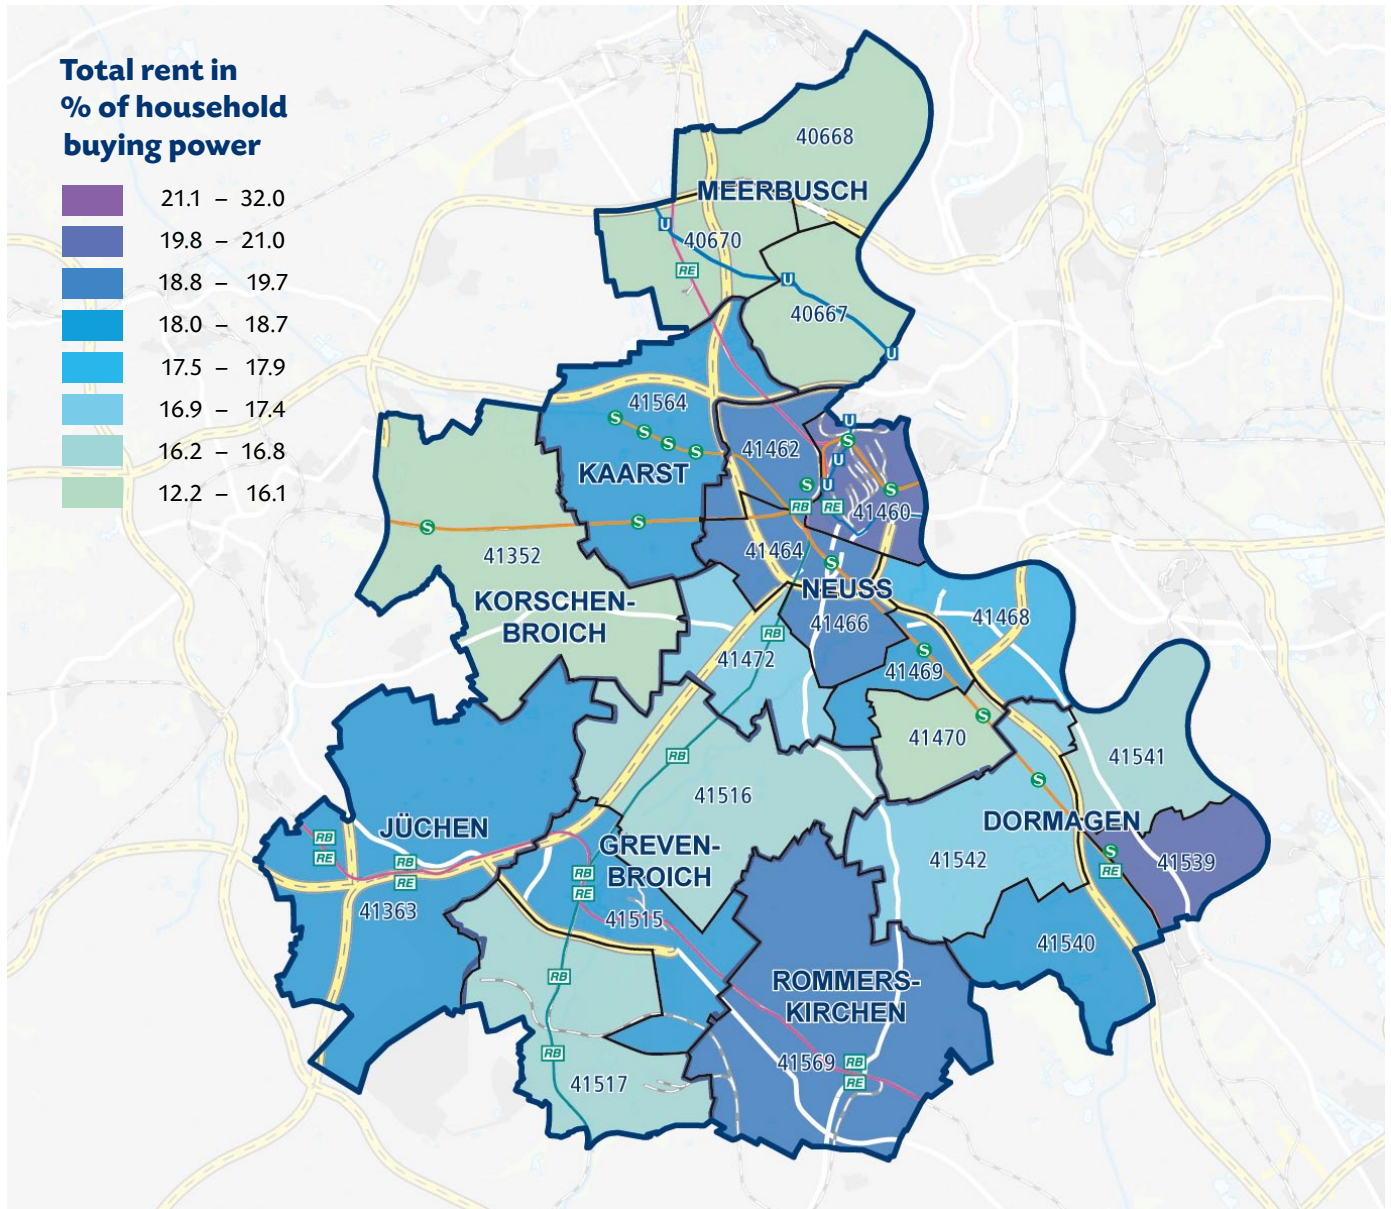 Total rent in
% of household
buying power
21.1 – 32.0
19.8 – 21.0
18.8 – 19.7
18.0 – 18.7
17.5 – 17.9
16.9 – 17.4
16.2 – 16.8
12.2 – 16.1
40668
MEERBUSCH
U
40670
RE
U
40667
U
41564
S
S
S
S
KAARST
41462
U
S
U
S
U
S
RB
RE
41460
S
S
41352
41464
S
KORSCHEN-
BROICH
NEUSS
41466
41468
RB
41472
S
41469
S
41470
RB
41541
S
41516
JÜCHEN
DORMAGEN
RB
RE
RB
RE
GREVEN-
BROICH
41542
S
RE
41539
RB
RE
41363
41515
41540
RB
ROMMERS-
KIRCHEN
RB
41517
41569
RB
RE